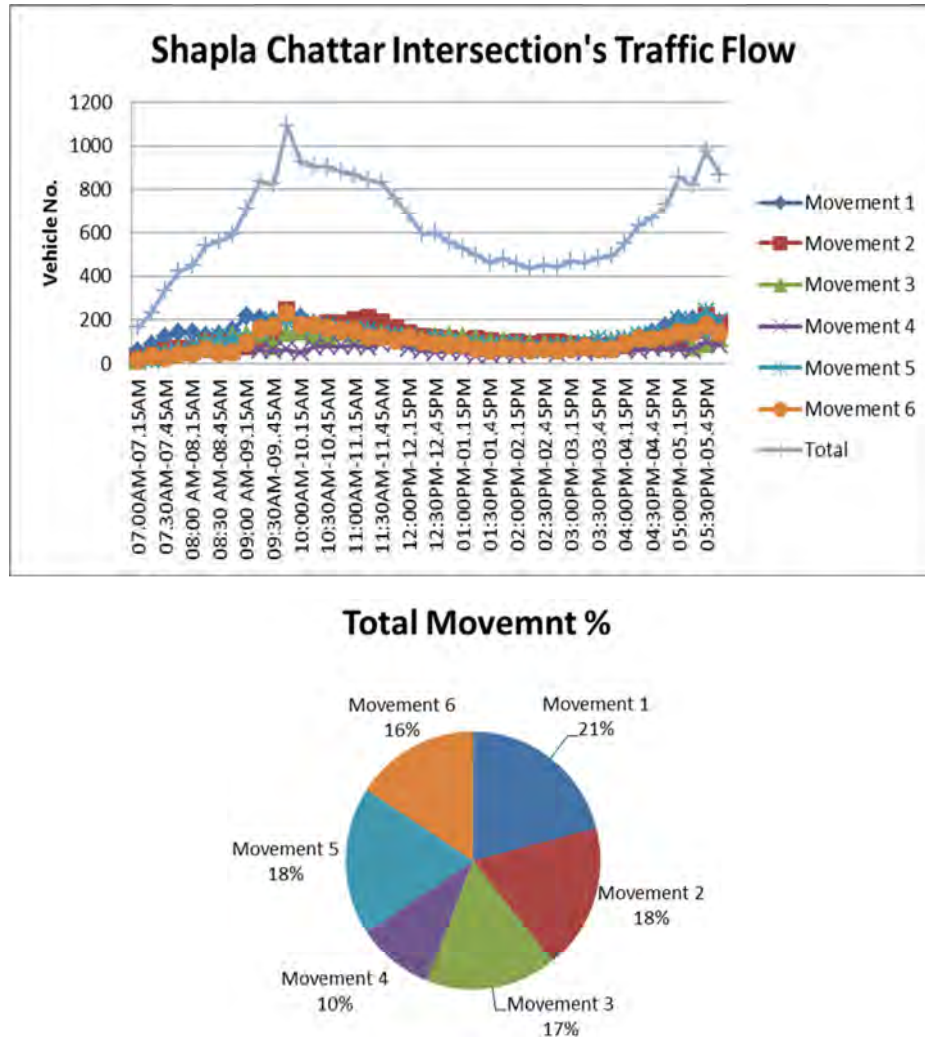 Shapla Chattar Intersection's Traffic Flow
Vehicle No.
1200
1000
800
600
400
200
0
07.00AM-07.15AM
07.30AM-07.45AM
08:00 AM-08.15AM
08:30 AM-08.45AM
09:00 AM-09.15AM
09:30 AM-09..45AM
10:00AM-10.15AM
10:30AM-10.45AM
11:00AM-11.15AM
11:30AM-11.45AM
12:00PM-12.15PM
12:30PM-12.45PM
01:00PM-01.15PM
01:30PM-01.45PM
02:00PM-02.15PM
02:30PM-02.45PM
03:00PM-03.15PM
03:30PM-03.45PM
04:00PM-04.15PM
04:30PM-04.45PM
05:00PM-05.15PM
05:30PM-05.45PM
Movement 1
Movement 2
Movement 3
Movement 4
Movement 5
Movement 6
Total
Total Movemnt %
Movement 1
21%
Movement 2
18%
Movement 3
17%
Movement 4
10%
Movement 5
18%
Movement 6
16%